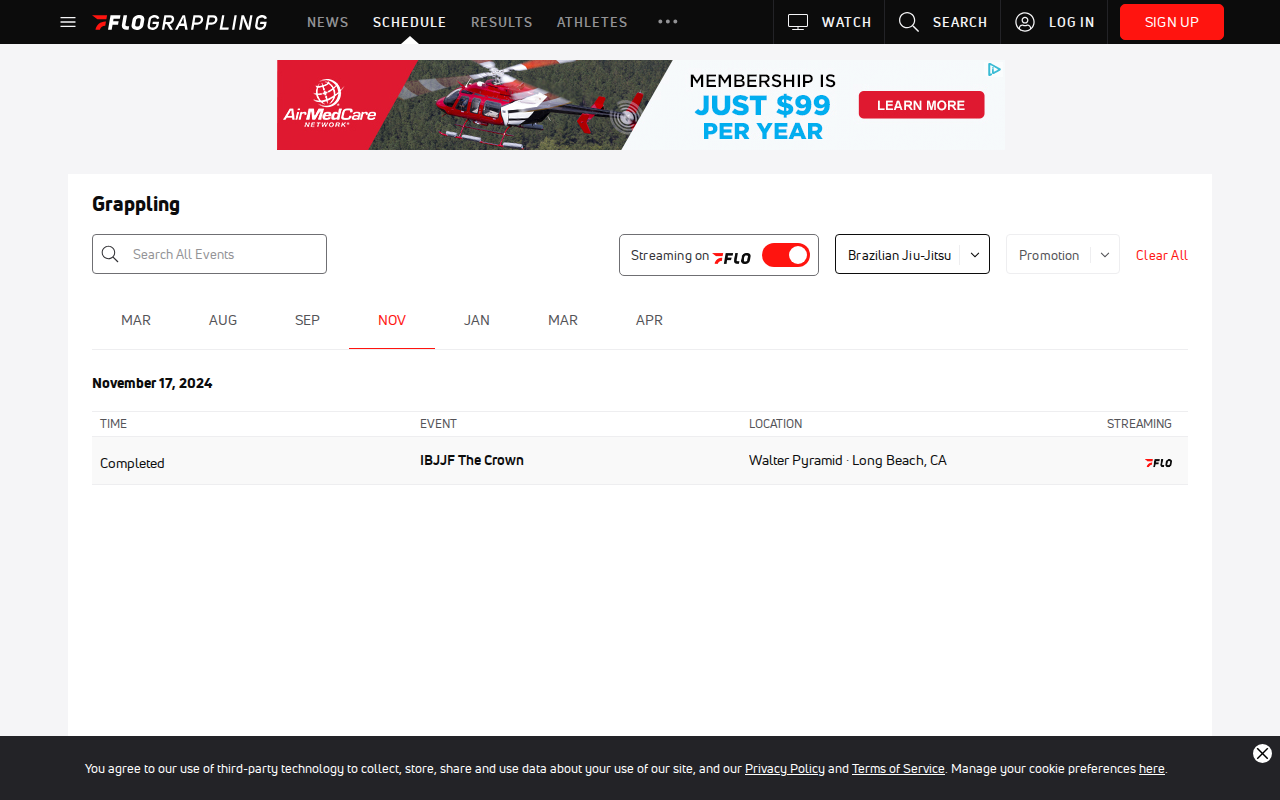 FLOGRAPPLING NEWS SCHEDULE RESULTS ATHLETES ••• WATCH SEARCH LOG IN SIGN UP
AirMedCare
NETWORK
MEMBERSHIP IS
JUST $99
PER YEAR
LEARN MORE
Grappling
Search All Events
Streaming on FLO
Brazilian Jiu-Jitsu
Promotion
Clear All
MAR AUG SEP NOV JAN MAR APR
November 17, 2024
TIME EVENT LOCATION STREAMING
Completed IBJJF The Crown Walter Pyramid · Long Beach, CA FLO
You agree to our use of third-party technology to collect, store, share and use data about your use of our site, and our Privacy Policy and Terms of Service. Manage your cookie preferences here.